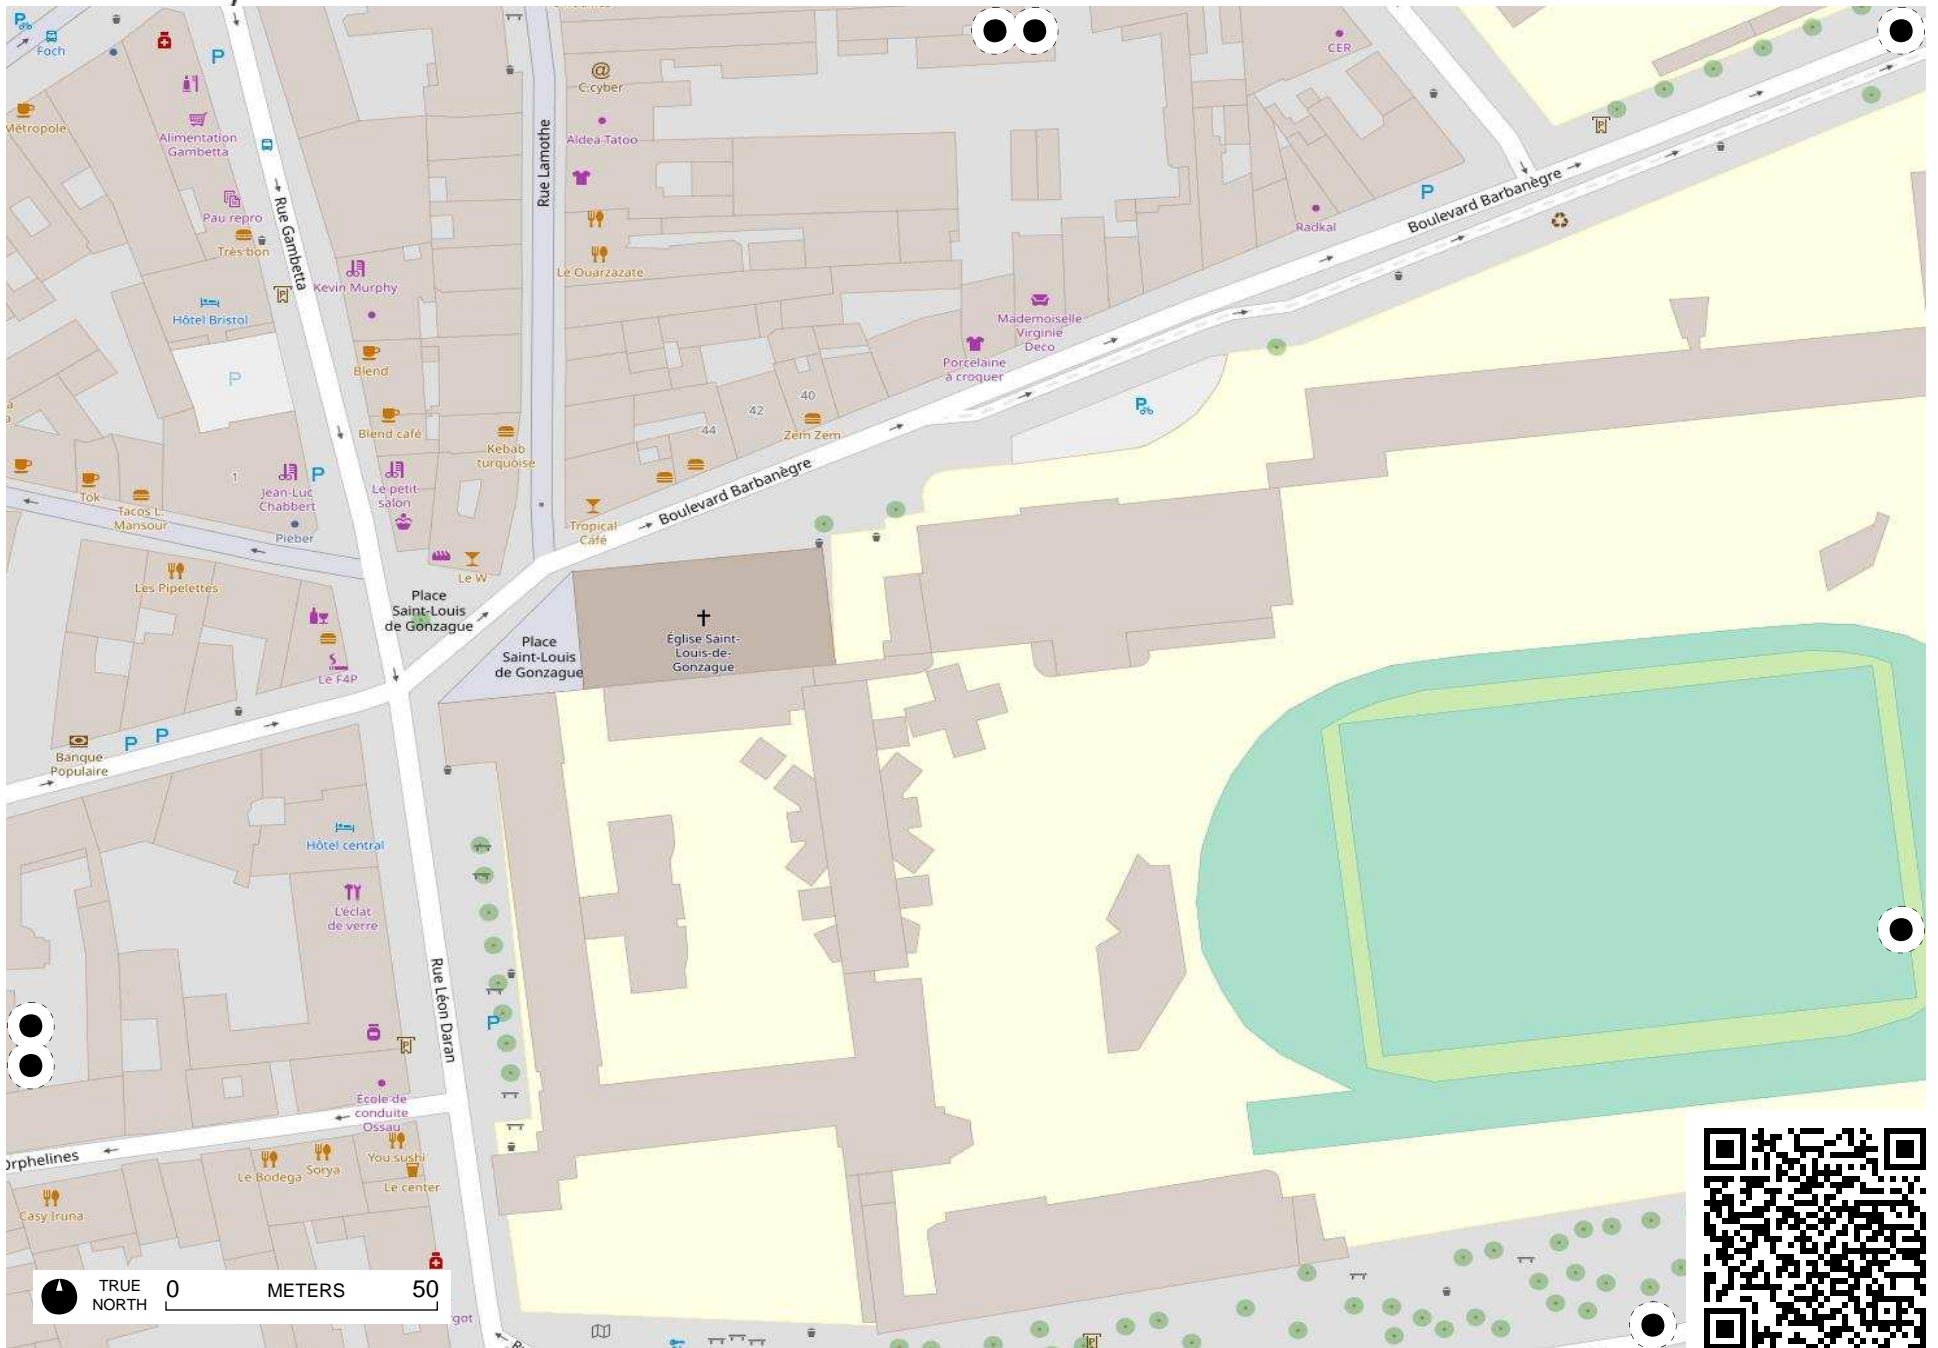 Foch
Métropole
Alimentation
Gambetta
Pau repro
Très bon
Rue Gambetta
Kevin Murphy
Hôtel Bristol
P
Blend
Blend café
Kebab
turquoise
Rue Lamothe
@
C.cyber
Aldea Tatoo
Le Ouarzazate
CER
Radkal
Boulevard Barbanègre
Mademoiselle
Virginie
Deco
Porcelaine
à croquer
40
42
44
Zem Zem
Boulevard Barbanègre
Tropical
Café
1
Jean-Luc
Chabbert
P
Le petit
salon
Tok
Tacos L.
Mansour
Pieber
Les Pipelettes
Le W
Place
Saint-Louis
de Gonzague
Place
Saint-Louis
de Gonzague
Église Saint-
Louis-de-
Gonzague
Le F4P
P P
Banque
Populaire
Hôtel central
L'éclat
de verre
Rue Léon Daran
P
École de
conduite
Ossau
Orphelines
Le Bodega
Sorya
You sushi
Le center
Casy Iruna
TRUE
NORTH
0 METERS 50
rgot